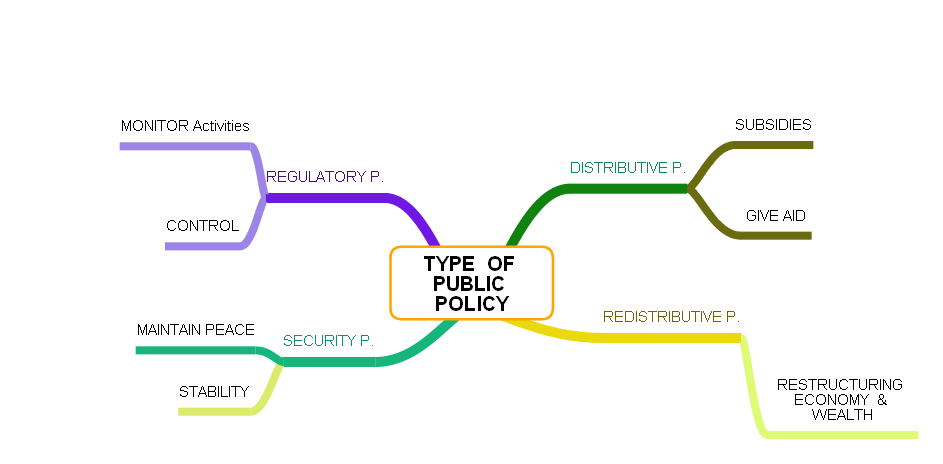 TYPE OF
PUBLIC
POLICY
MONITOR Activities
REGULATORY P.
CONTROL
MAINTAIN PEACE
SECURITY P.
STABILITY
SUBSIDIES
DISTRIBUTIVE P.
GIVE AID
REDISTRIBUTIVE P.
RESTRUCTURING
ECONOMY &
WEALTH